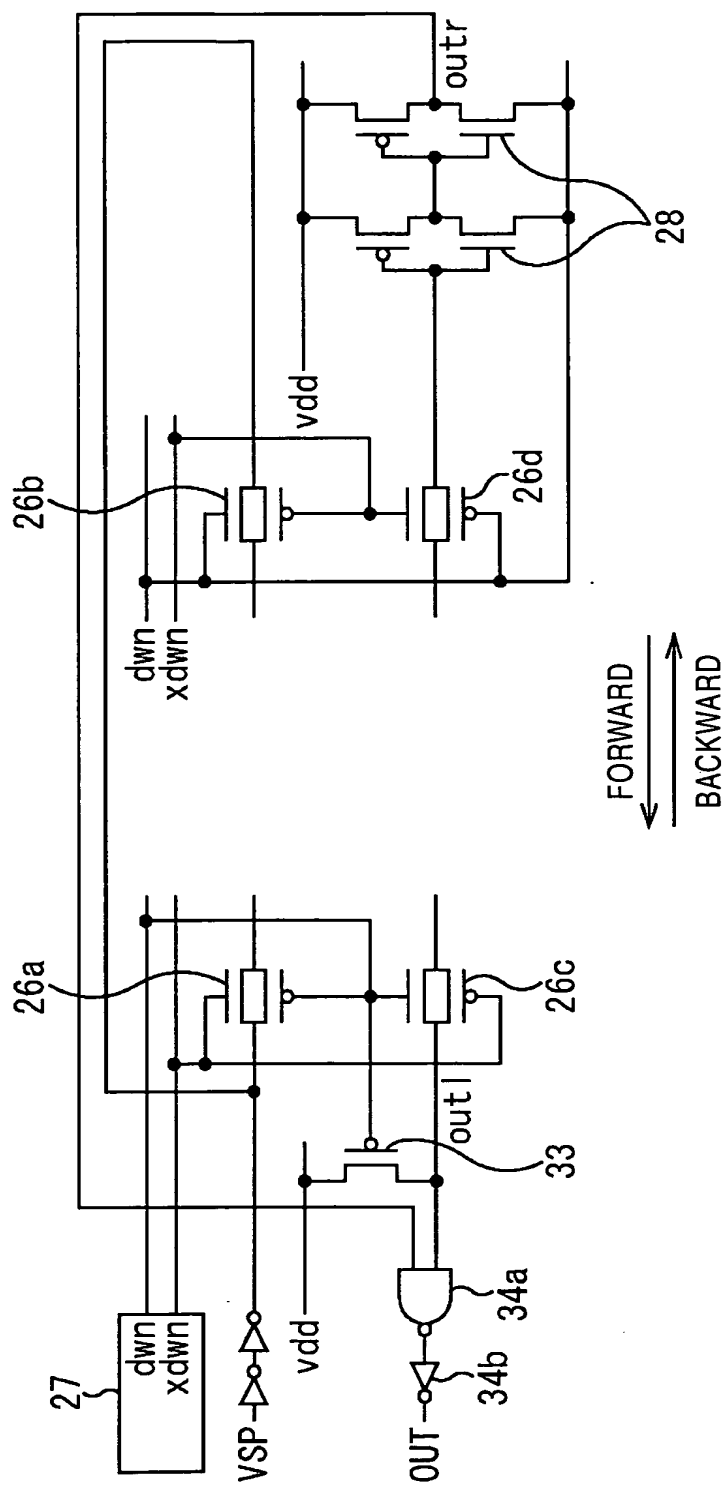 27
dwn
xdwn
VSP
vdd
OUT
34b
34a
33
outl
26a
26c
FORWARD
BACKWARD
dwn
xdwn
26b
26d
vdd
outr
28